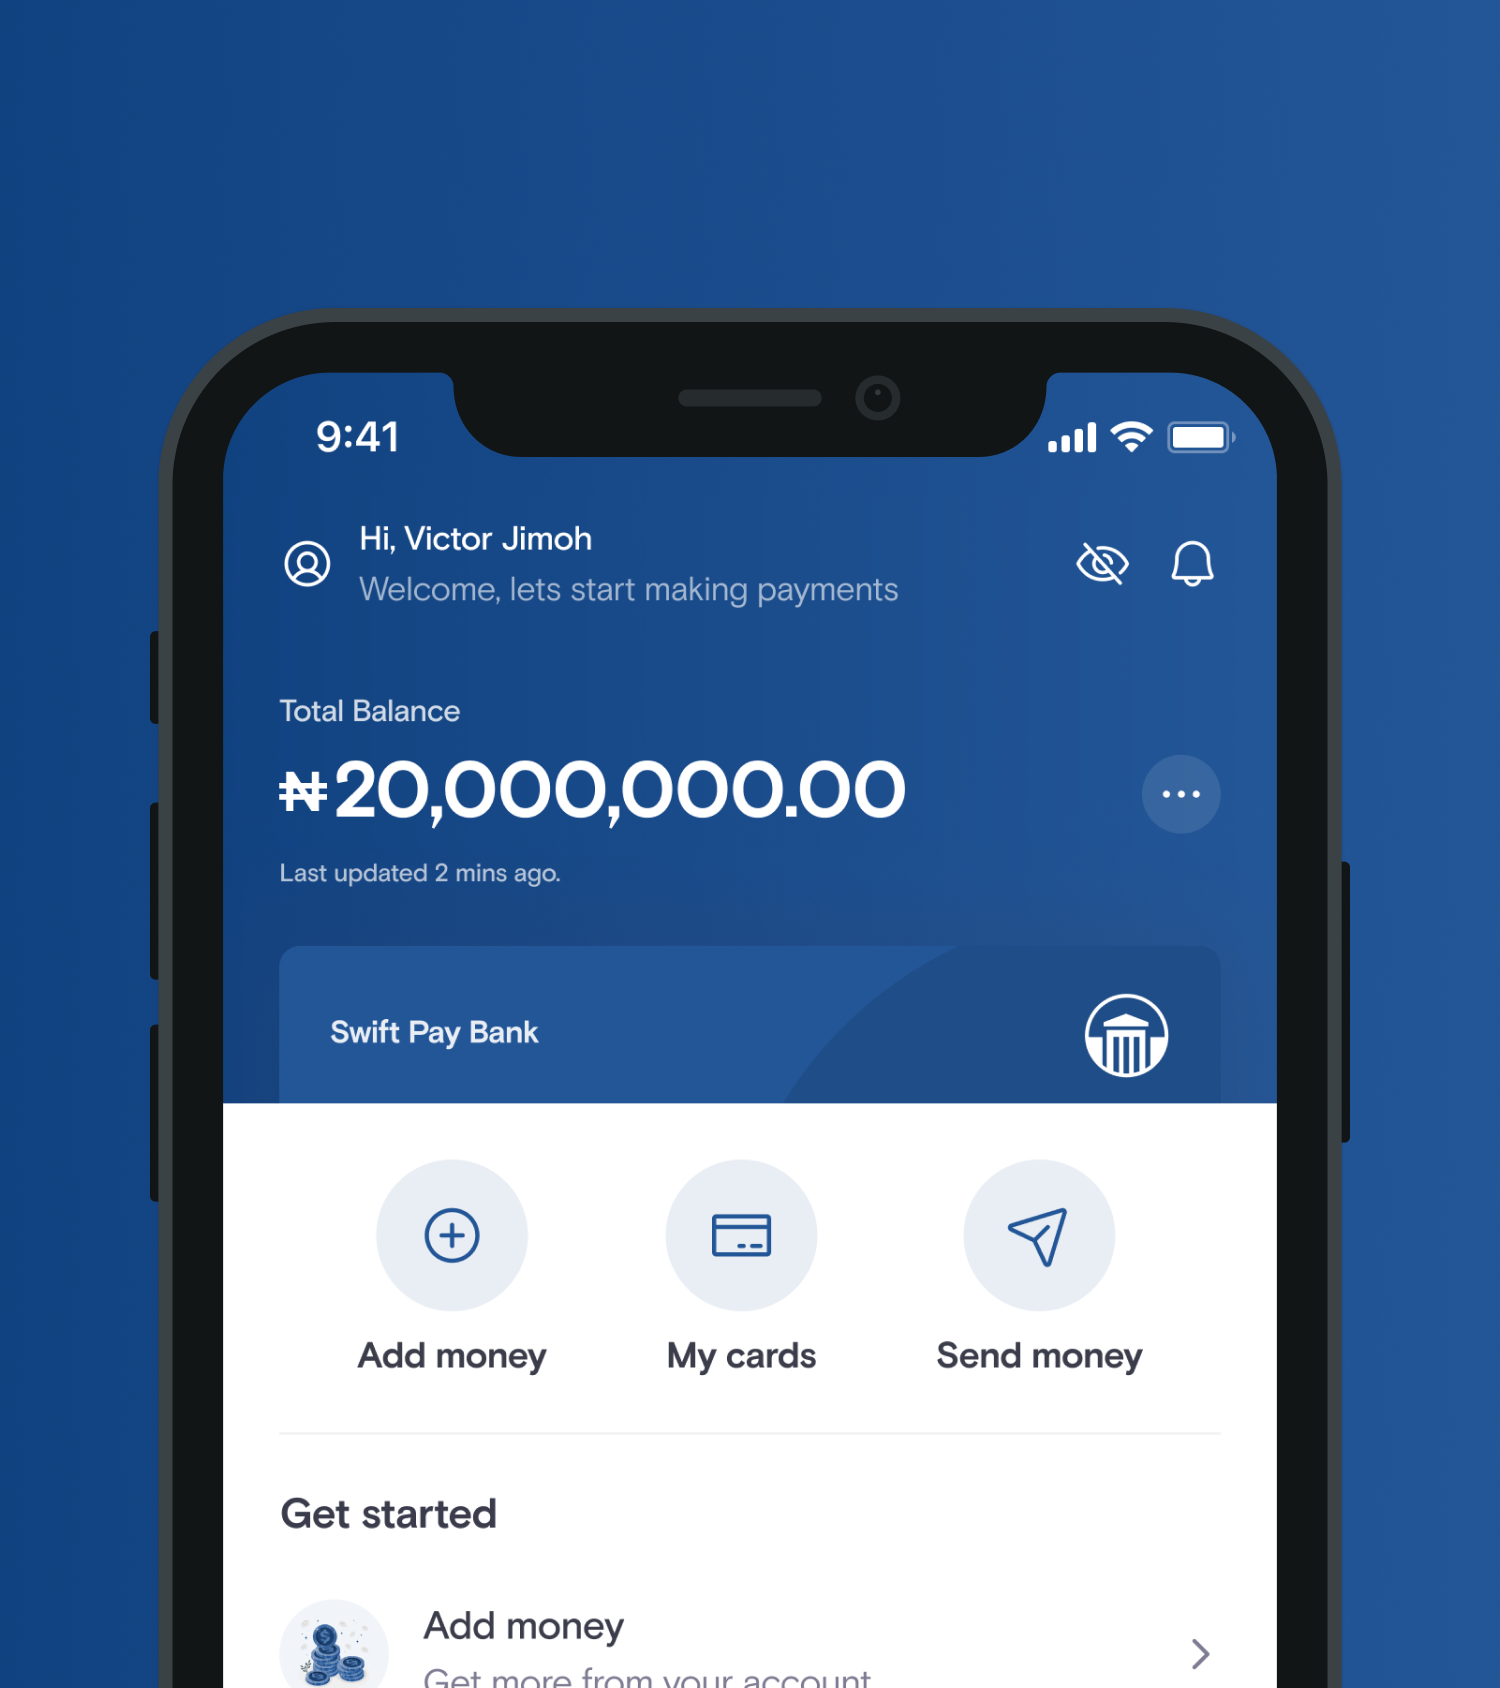 9:41
Hi, Victor Jimoh
Welcome, lets start making payments
Total Balance
₦20,000,000.00
Last updated 2 mins ago.
Swift Pay Bank
Add money
My cards
Send money
Get started
Add money
Get more from your account